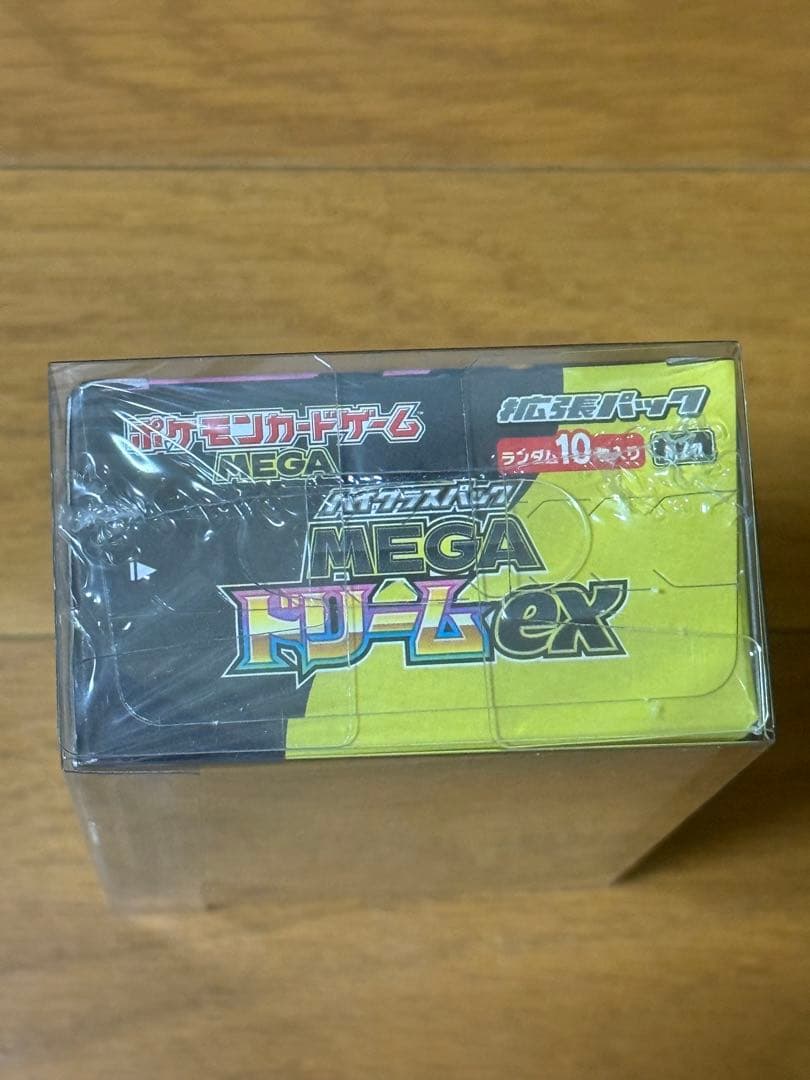 ポケモンカードゲーム
MEGA
拡張パック
ランダム10枚入り
ハイクラスパック
MEGA
ドリームex